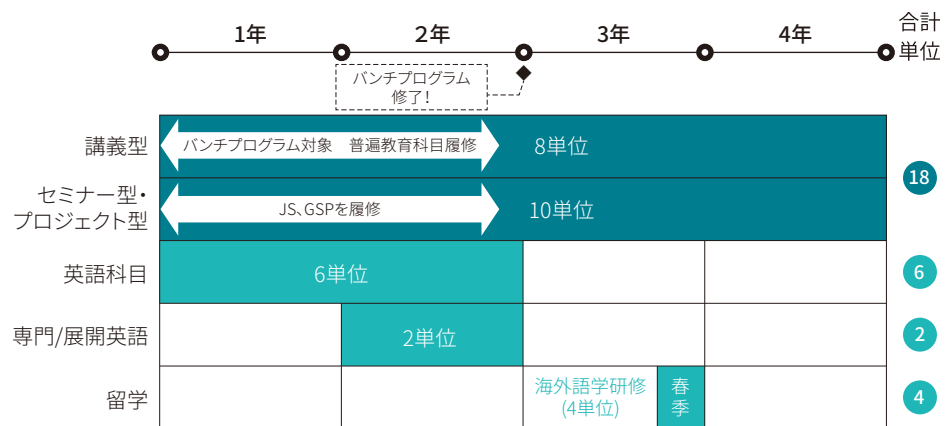 1年 2年 3年 4年 合計
単位
バンチプログラム
修了!
講義型 バンチプログラム対象 普遍教育科目履修 8単位
18
セミナー型・
プロジェクト型 JS、GSPを履修 10単位
英語科目 6単位 6
専門/展開英語 2単位 2
留学 海外語学研修
(4単位) 春
季 4